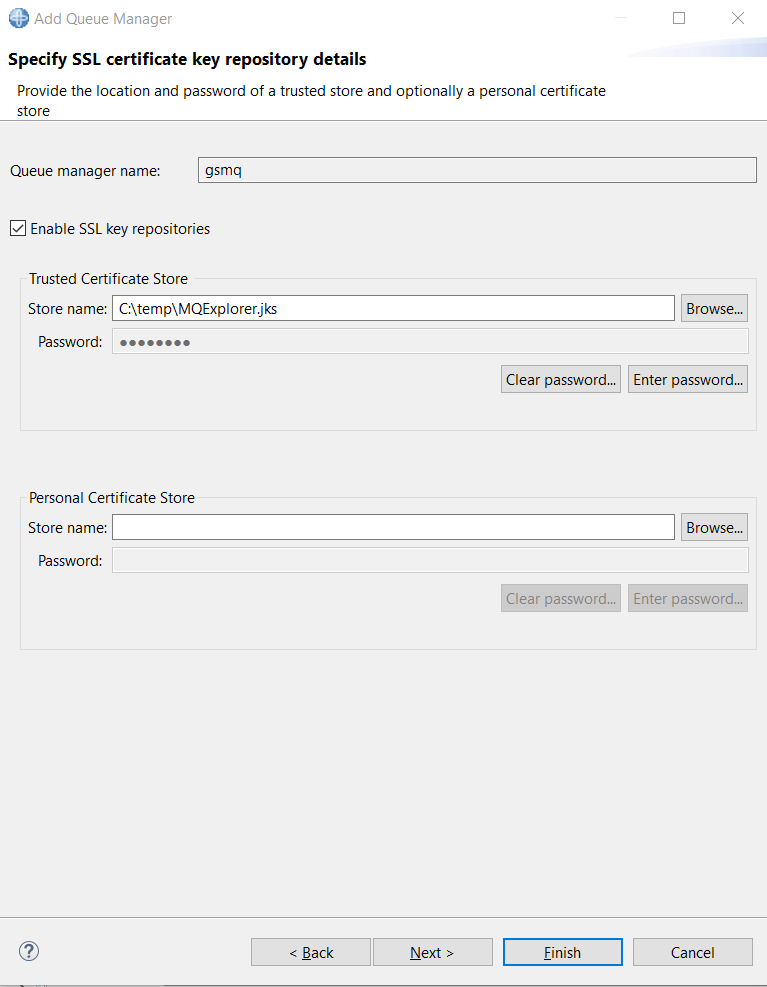 Add Queue Manager
Specify SSL certificate key repository details
Provide the location and password of a trusted store and optionally a personal certificate
store
Queue manager name: gsmq
Enable SSL key repositories
Trusted Certificate Store
Store name: C:\temp\MQExplorer.jks Browse...
Password: ●●●●●●●●
Clear password... Enter password...
Personal Certificate Store
Store name: Browse...
Password:
Clear password... Enter password...
? < Back Next > Finish Cancel